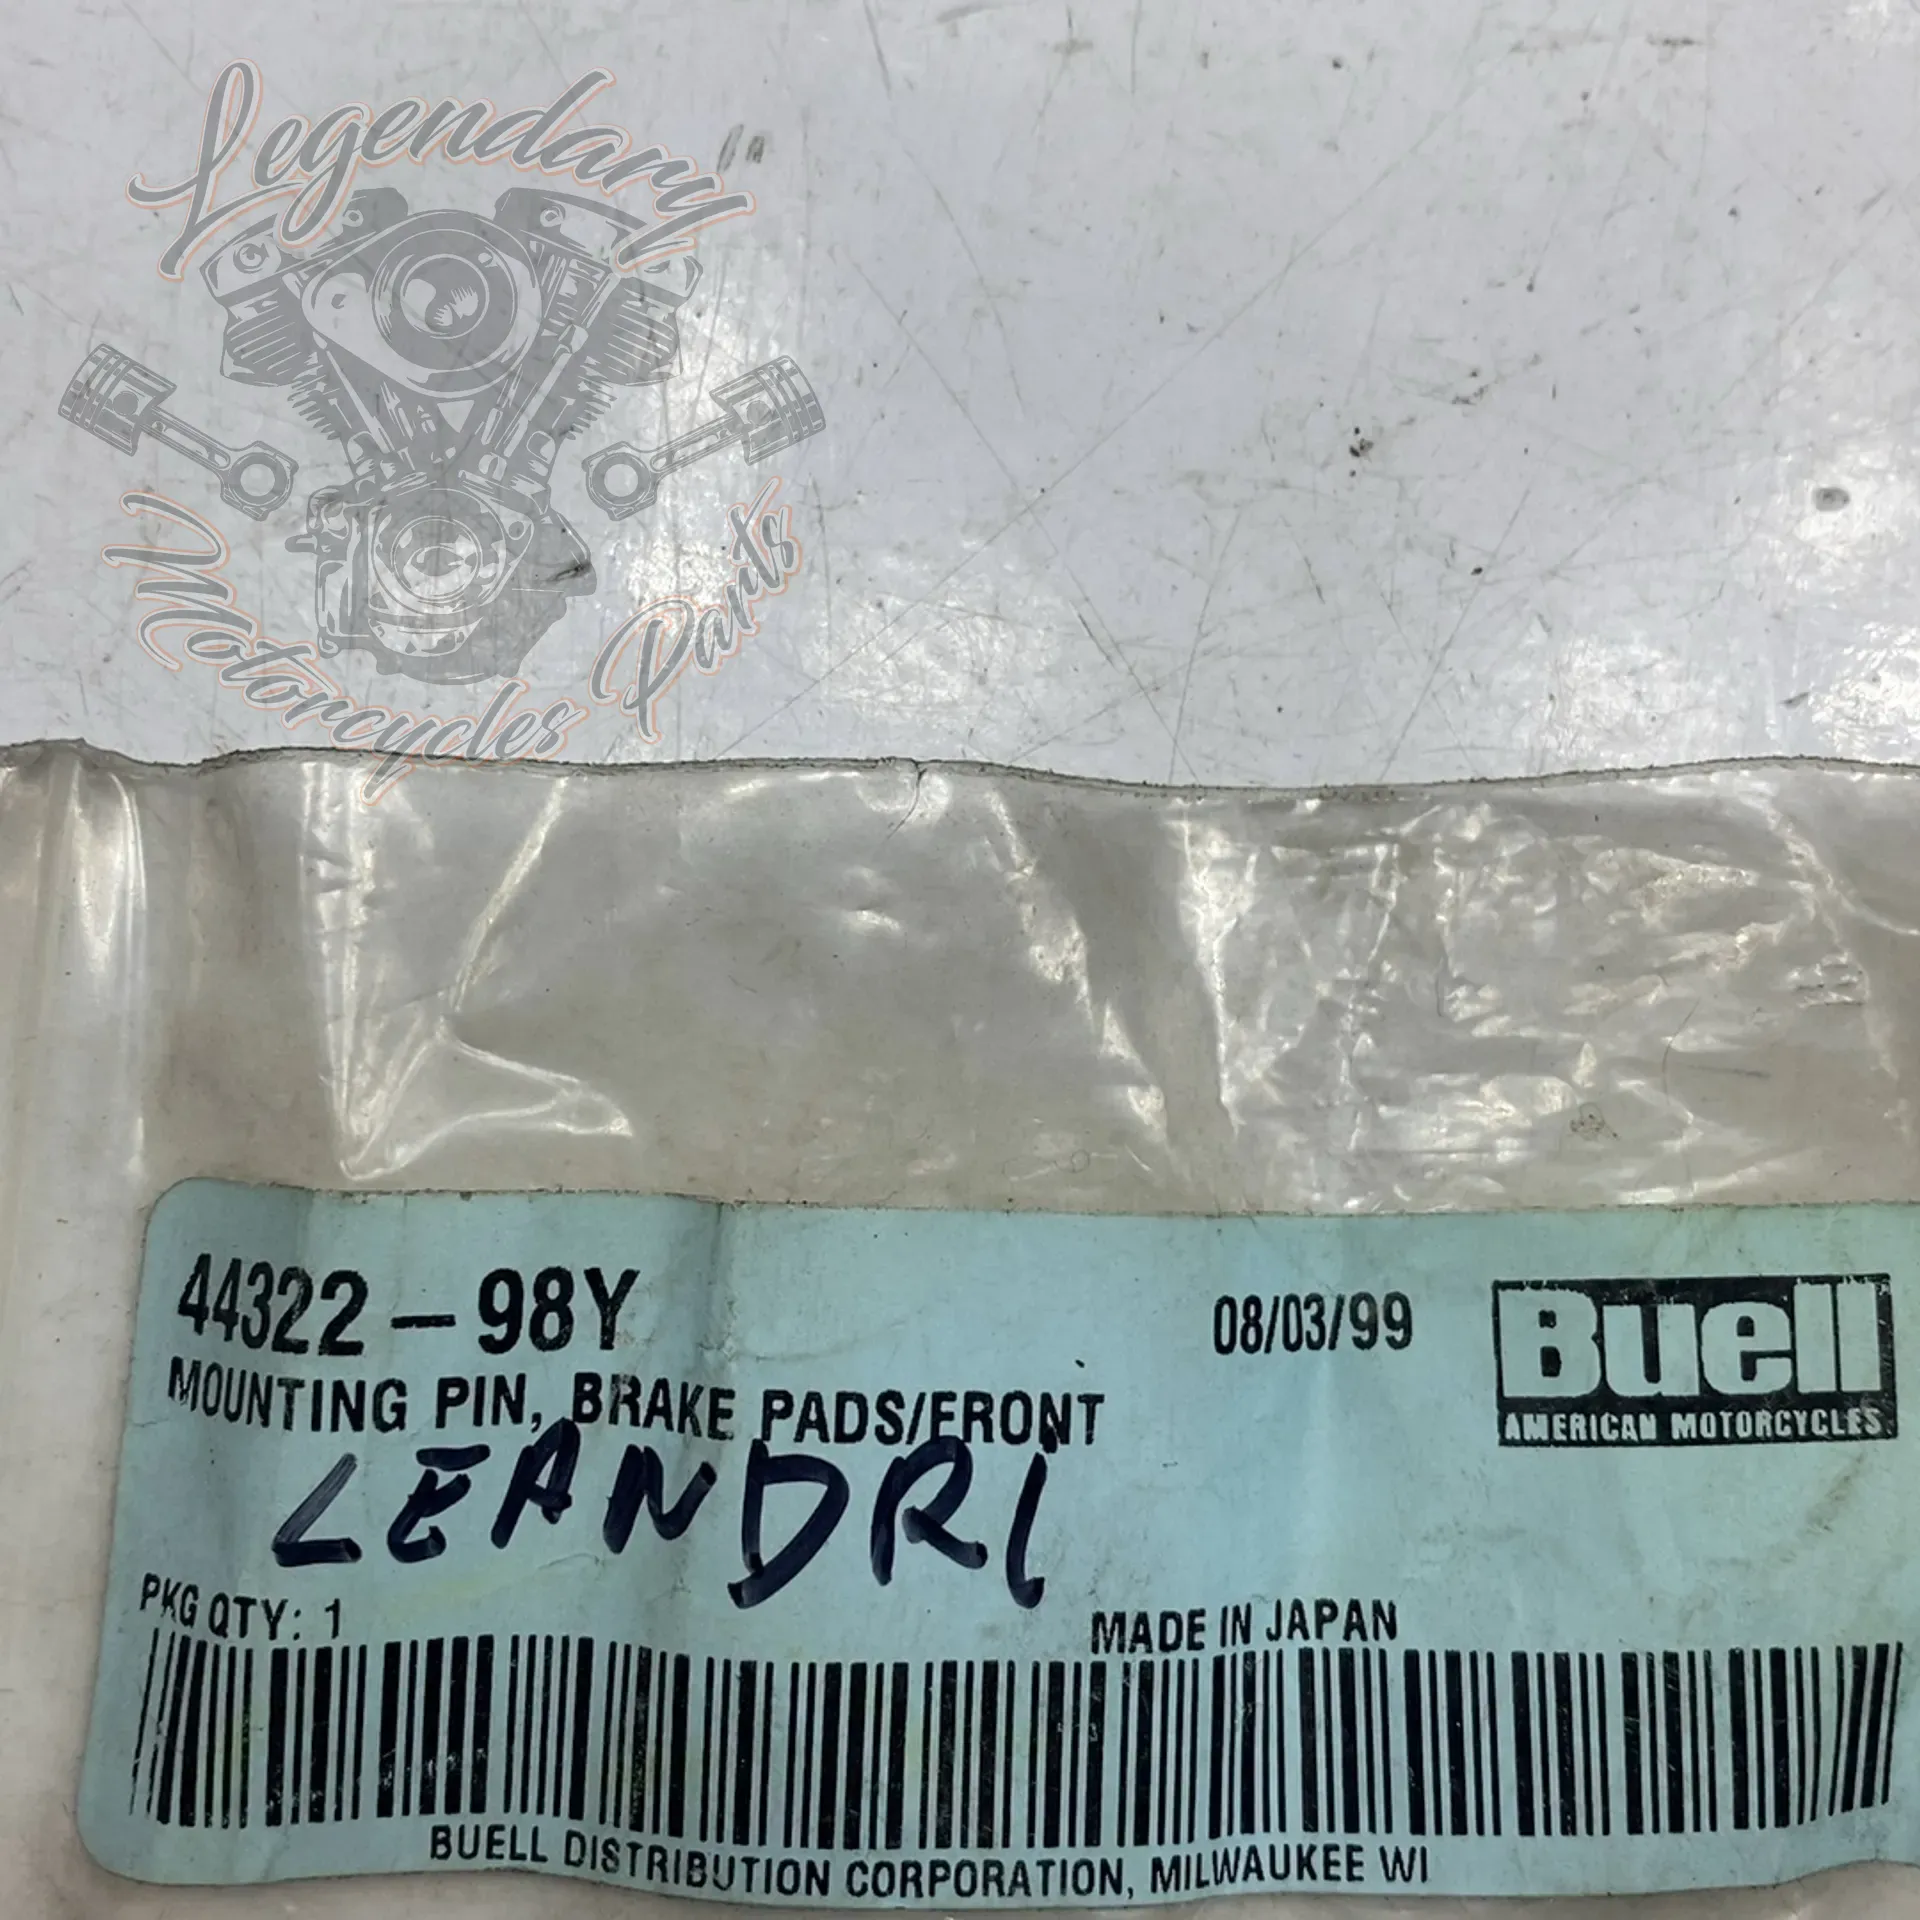 Legendary
Motorcycles Parts
44322-98Y
08/03/99
Buell
AMERICAN MOTORCYCLES
MOUNTING PIN, BRAKE PADS/FRONT
LEANDRI
PKG QTY: 1
MADE IN JAPAN
BUELL DISTRIBUTION CORPORATION, MILWAUKEE WI